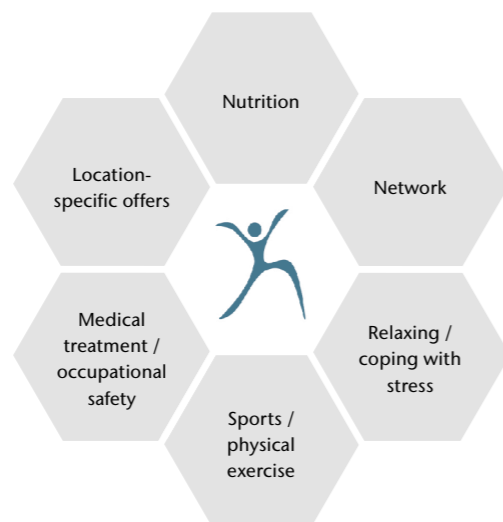 Nutrition
Network
Relaxing /
coping with
stress
Sports /
physical
exercise
Medical
treatment /
occupational
safety
Location-
specific offers